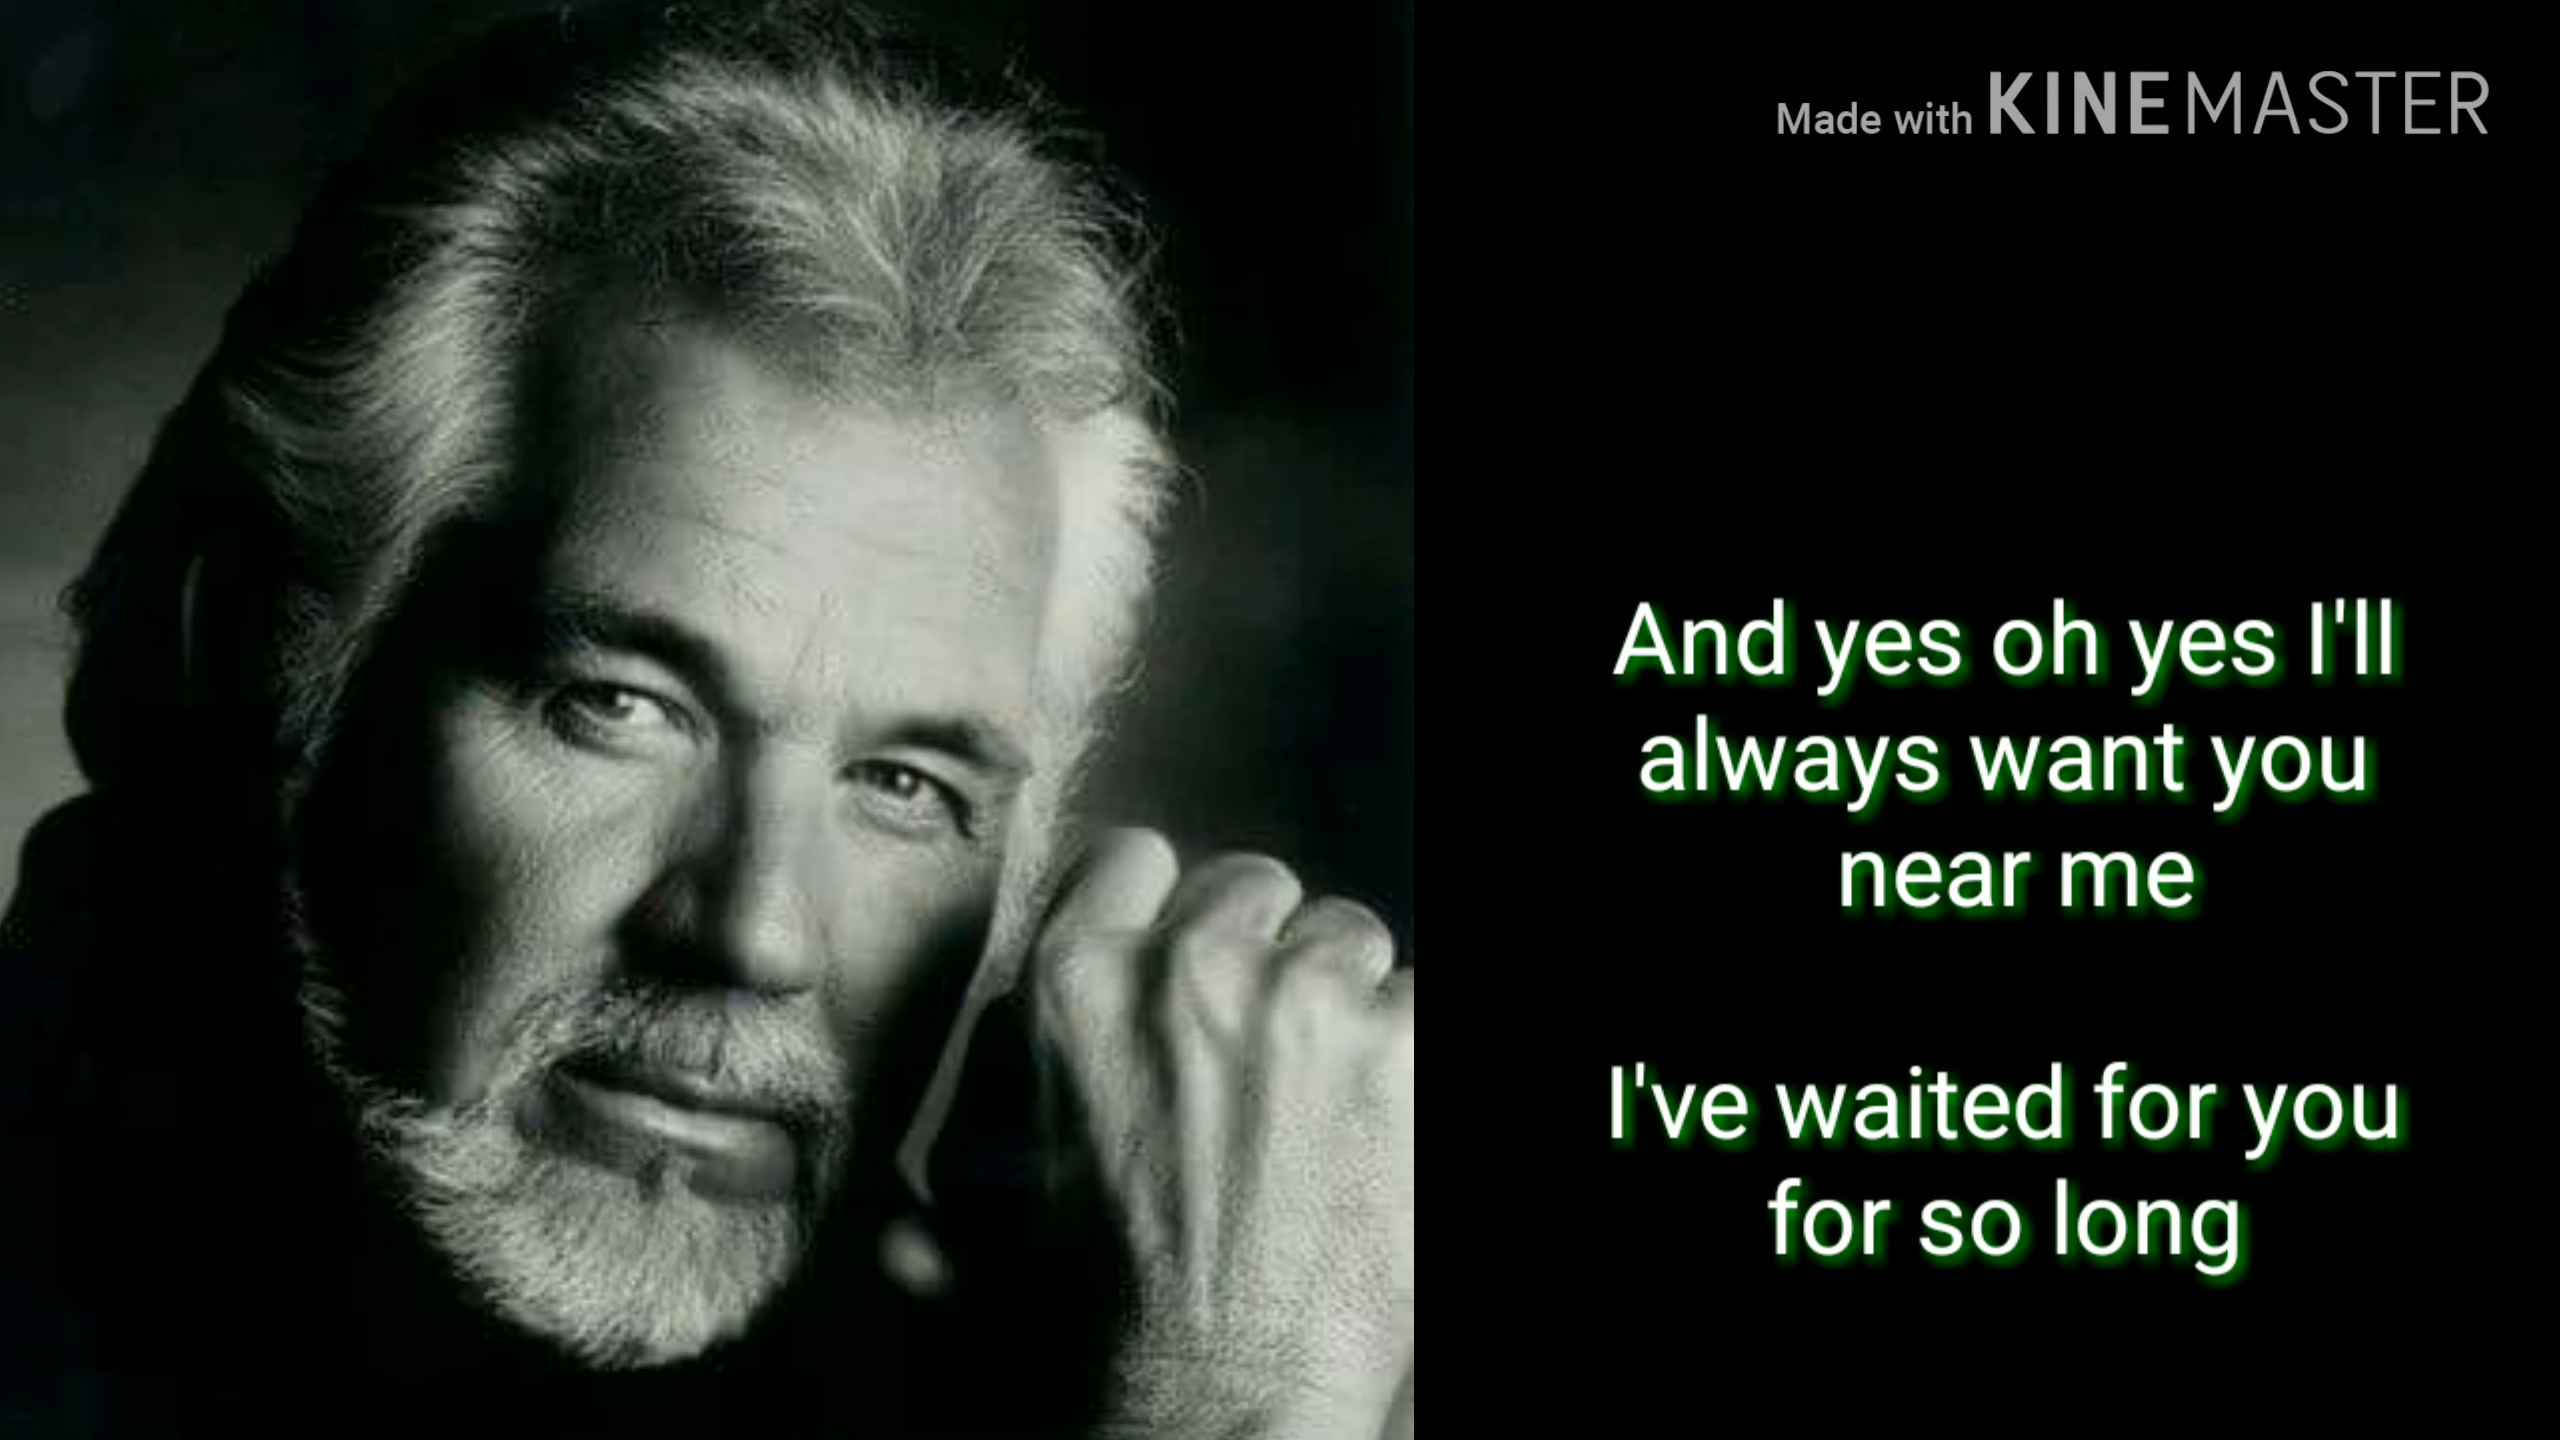 Made with KINEMASTER
And yes oh yes I'll
always want you
near me
I've waited for you
for so long